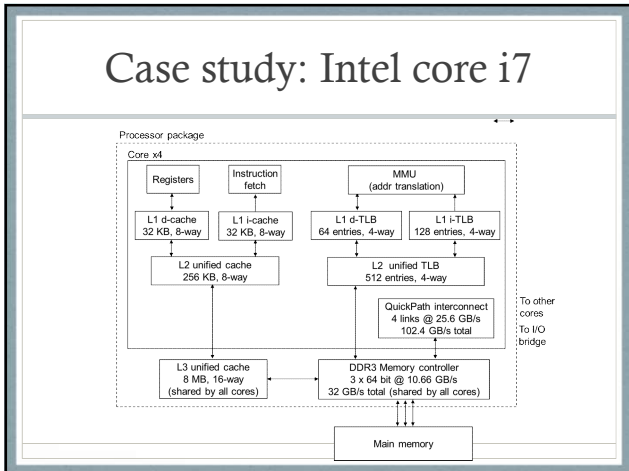 Case study: Intel core i7
Processor package
Core x4
Registers
Instruction
fetch
MMU
(addr translation)
L1 d-cache
32 KB, 8-way
L1 i-cache
32 KB, 8-way
L1 d-TLB
64 entries, 4-way
L1 i-TLB
128 entries, 4-way
L2 unified cache
256 KB, 8-way
L2 unified TLB
512 entries, 4-way
QuickPath interconnect
4 links @ 25.6 GB/s
102.4 GB/s total
To other
cores
To I/O
bridge
L3 unified cache
8 MB, 16-way
(shared by all cores)
DDR3 Memory controller
3 x 64 bit @ 10.66 GB/s
32 GB/s total (shared by all cores)
Main memory